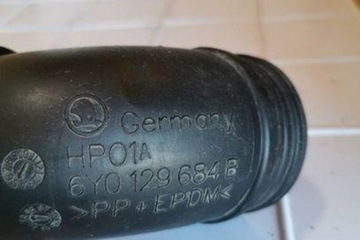 Germany
HP01A
6Y0 129 684 B
>PP + EPDM<